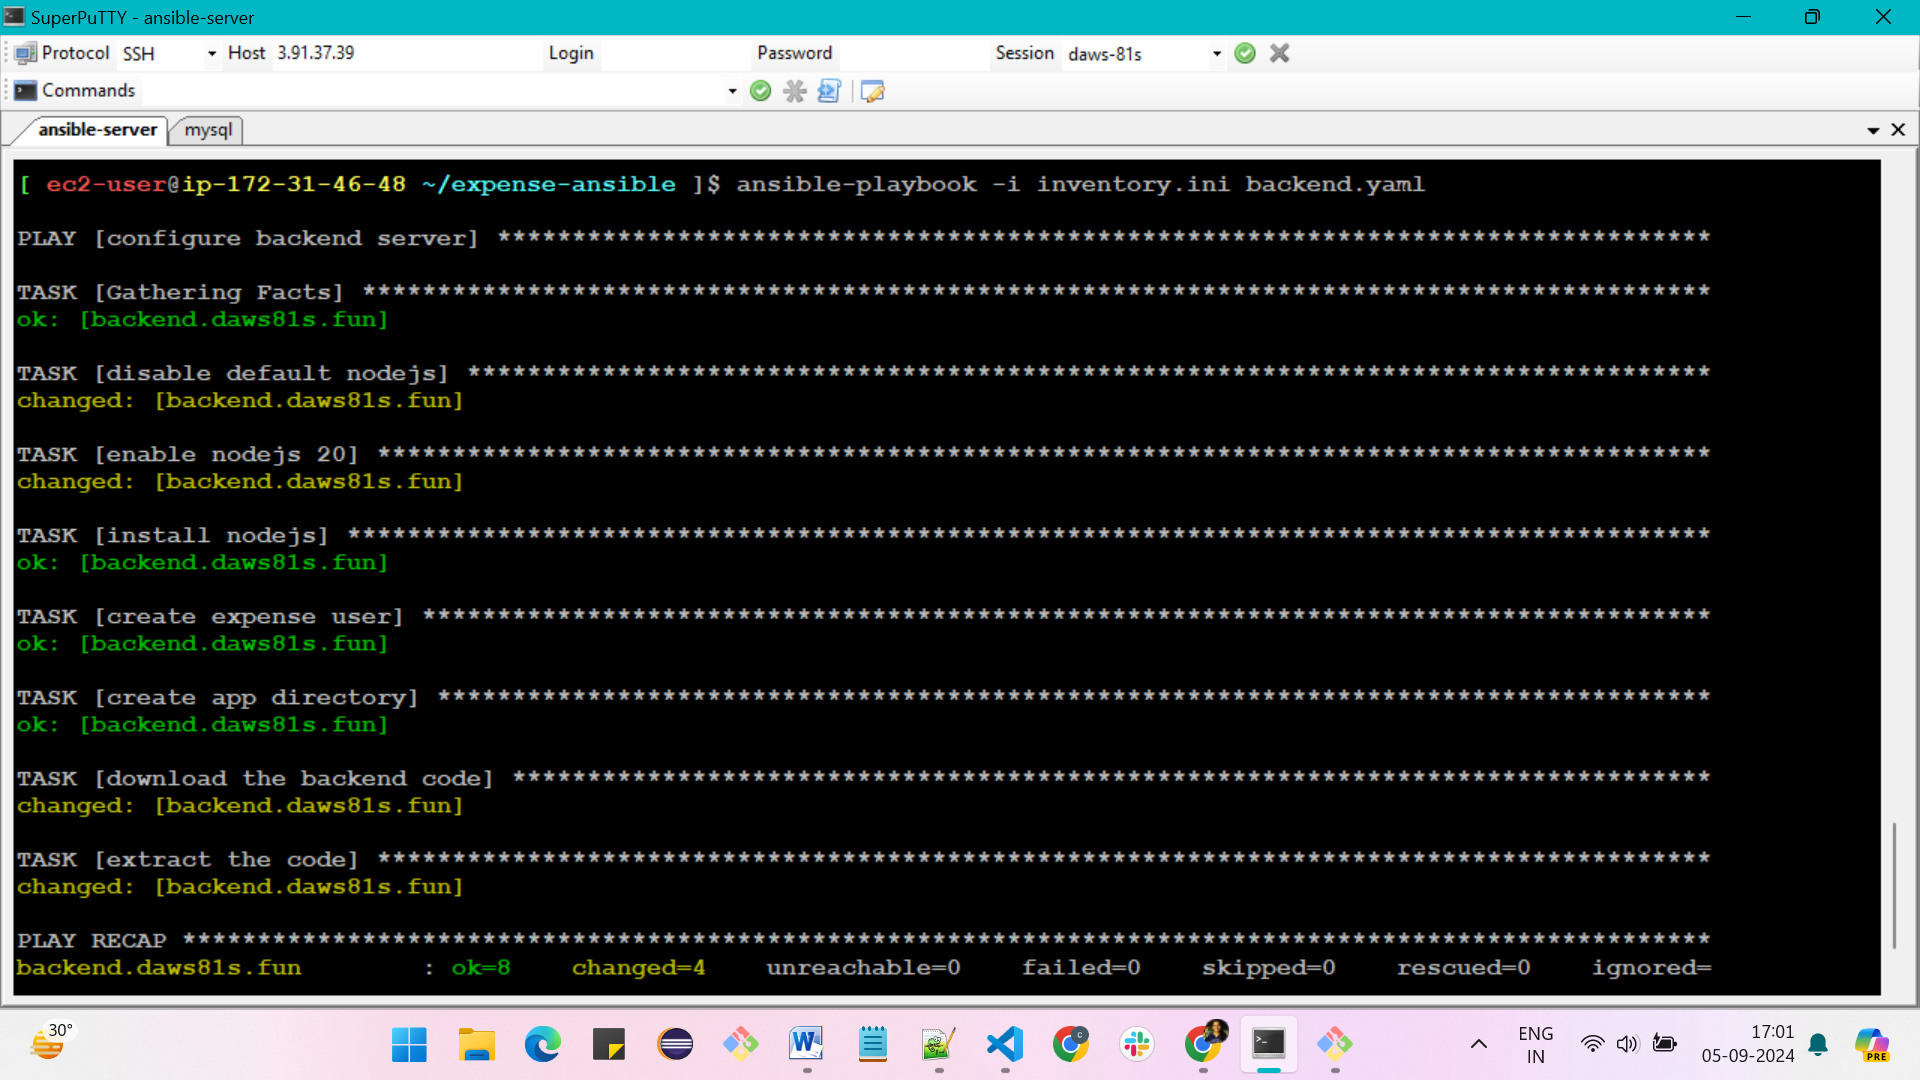 SuperPuTTY - ansible-server
Protocol SSH Host 3.91.37.39 Login Password Session daws-81s
Commands
ansible-server mysql
[ ec2-user@ip-172-31-46-48 ~/expense-ansible ]$ ansible-playbook -i inventory.ini backend.yaml
PLAY [configure backend server] *********************************************************************************
TASK [Gathering Facts] ******************************************************************************************
ok: [backend.daws81s.fun]
TASK [disable default nodejs] ***********************************************************************************
changed: [backend.daws81s.fun]
TASK [enable nodejs 20] *****************************************************************************************
changed: [backend.daws81s.fun]
TASK [install nodejs] *******************************************************************************************
ok: [backend.daws81s.fun]
TASK [create expense user] **************************************************************************************
ok: [backend.daws81s.fun]
TASK [create app directory] *************************************************************************************
ok: [backend.daws81s.fun]
TASK [download the backend code] ********************************************************************************
changed: [backend.daws81s.fun]
TASK [extract the code] *****************************************************************************************
changed: [backend.daws81s.fun]
PLAY RECAP ******************************************************************************************************
backend.daws81s.fun : ok=8 changed=4 unreachable=0 failed=0 skipped=0 rescued=0 ignored=
30°
ENG
IN
17:01
05-09-2024
PRE